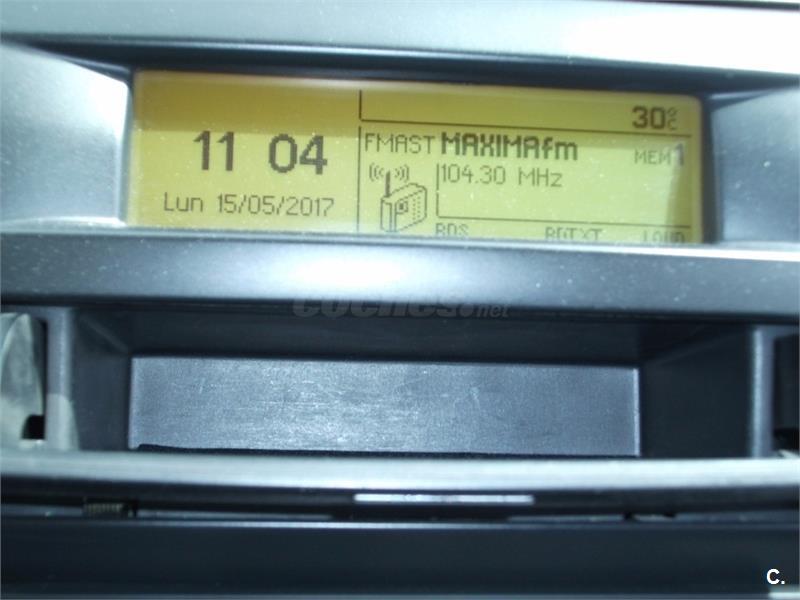 30°C
11 04
FMAST MAXIMAfm MEM1
104.30 MHz
Lun 15/05/2017
RDS RDTXT LOUD
coches.net
C.